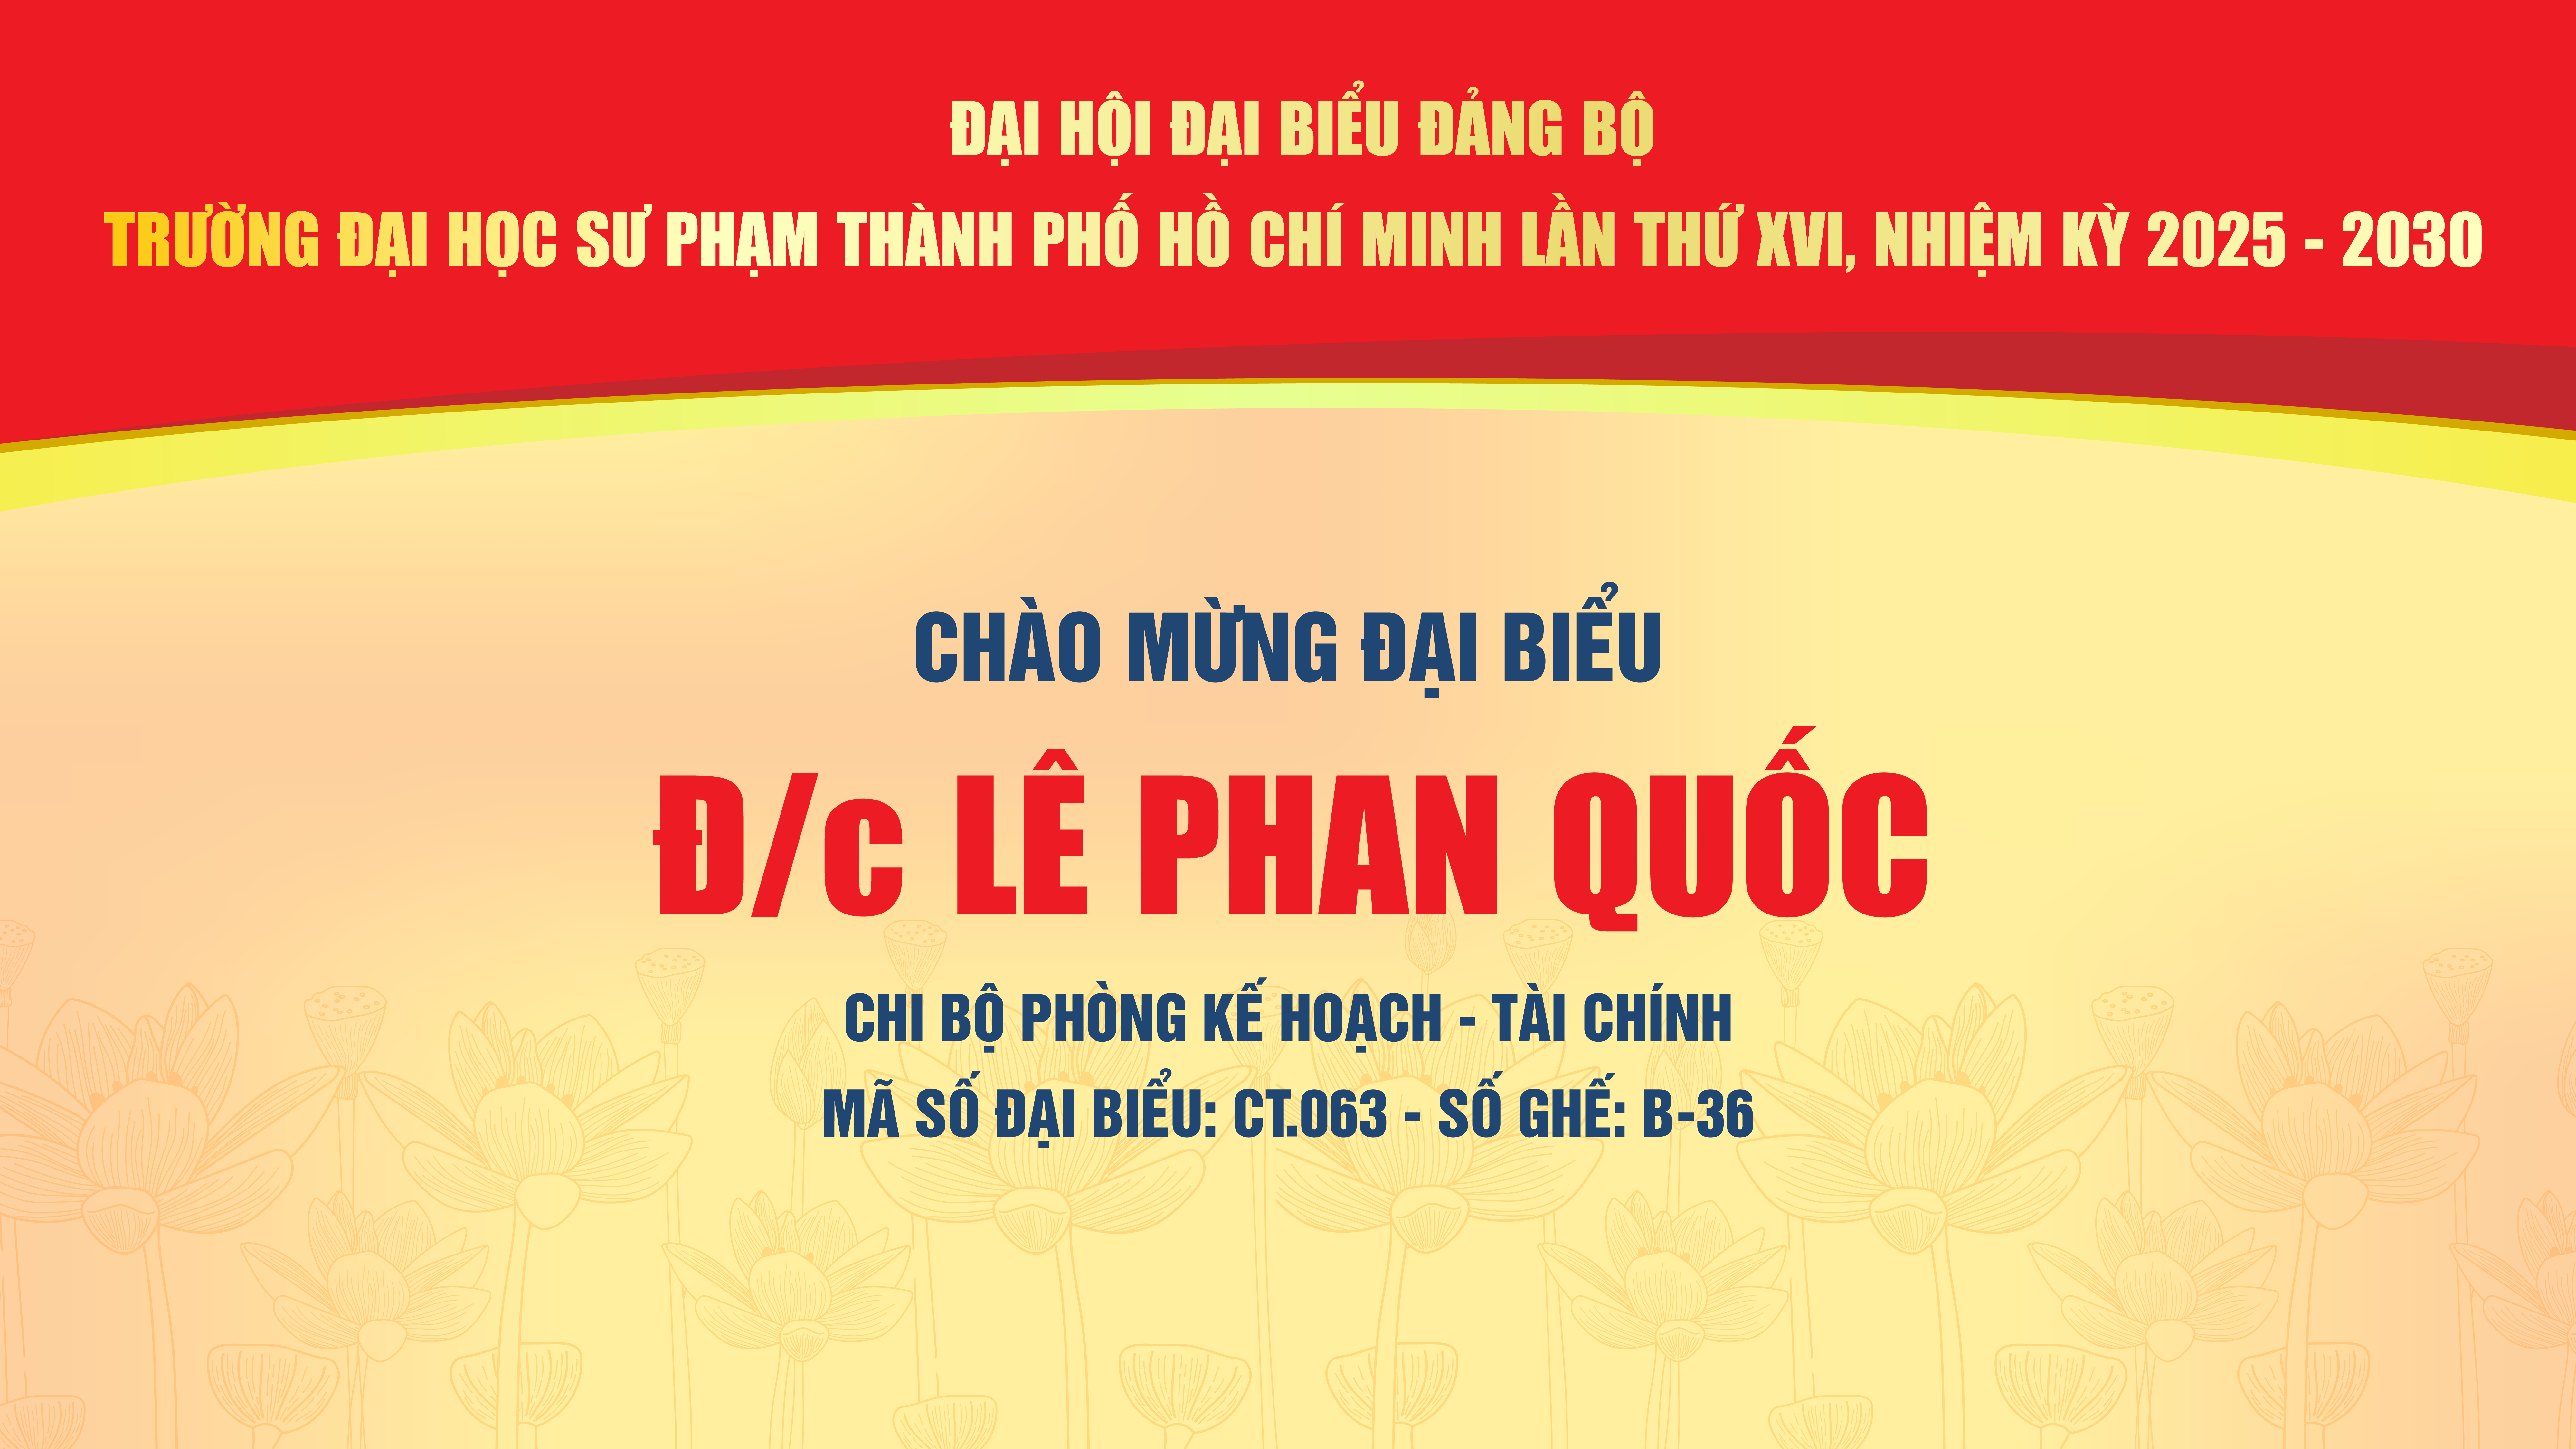 ĐẠI HỘI ĐẠI BIỂU ĐẢNG BỘ
TRƯỜNG ĐẠI HỌC SƯ PHẠM THÀNH PHỐ HỒ CHÍ MINH LẦN THỨ XVI, NHIỆM KỲ 2025 - 2030
CHÀO MỪNG ĐẠI BIỂU
Đ/c LÊ PHAN QUỐC
CHI BỘ PHÒNG KẾ HOẠCH - TÀI CHÍNH
MÃ SỐ ĐẠI BIỂU: CT.063 - SỐ GHẾ: B-36